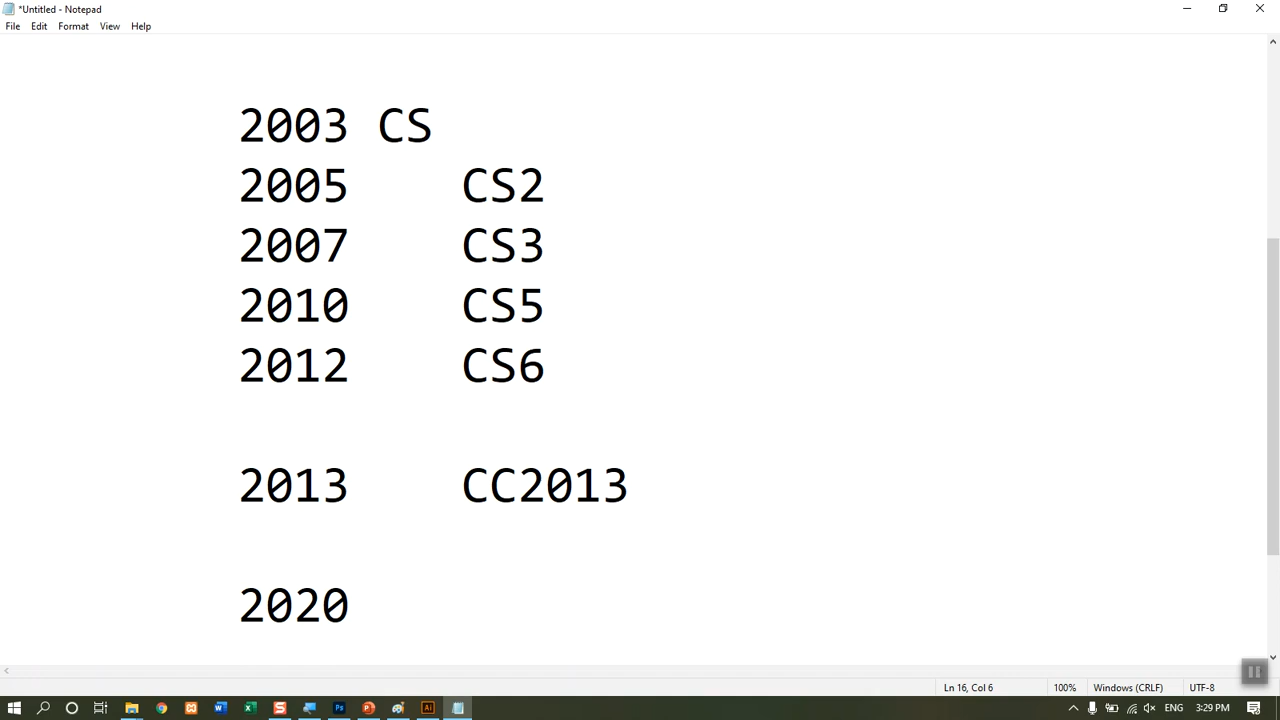 *Untitled - Notepad
File Edit Format View Help
2003 CS
2005 CS2
2007 CS3
2010 CS5
2012 CS6
2013 CC2013
2020
Ln 16, Col 6 100% Windows (CRLF) UTF-8
ENG 3:29 PM